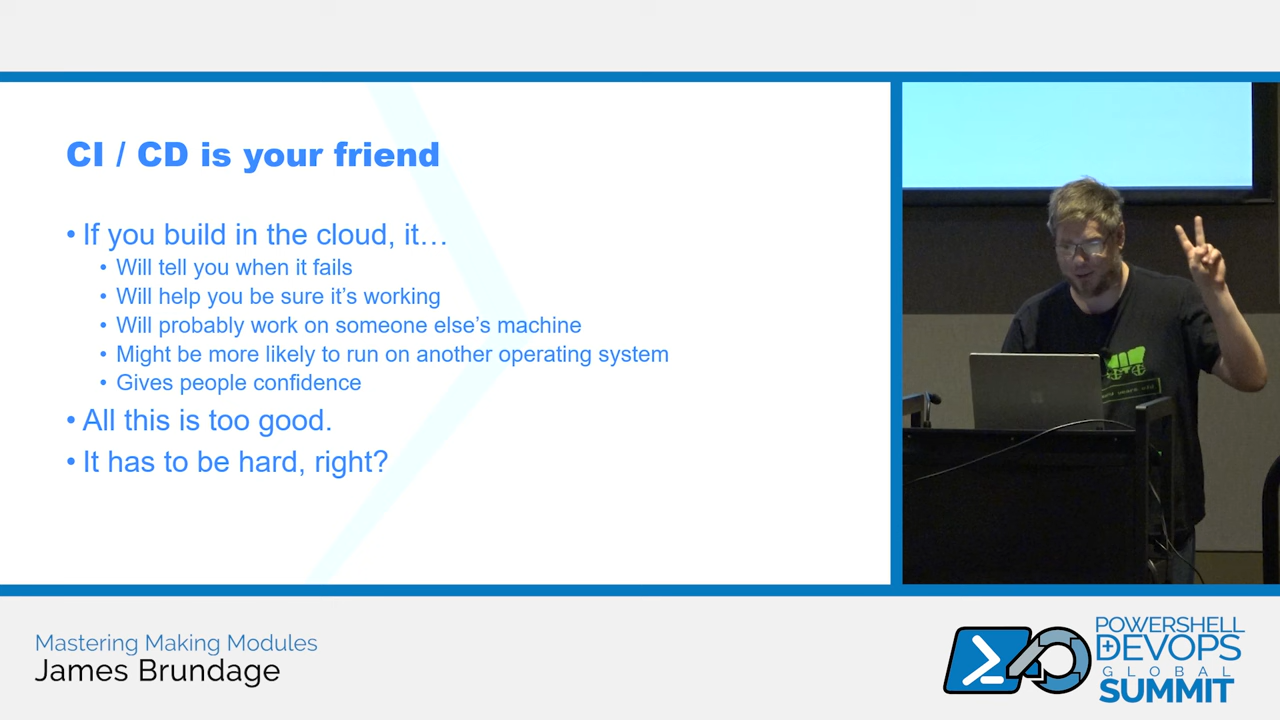 CI / CD is your friend
• If you build in the cloud, it…
• Will tell you when it fails
• Will help you be sure it's working
• Will probably work on someone else's machine
• Might be more likely to run on another operating system
• Gives people confidence
• All this is too good.
• It has to be hard, right?
Mastering Making Modules
James Brundage
POWERSHELL
DEVOPS
GLOBAL
SUMMIT